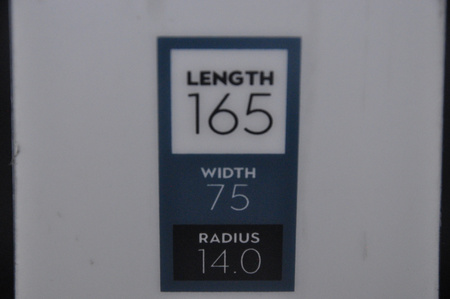 LENGTH
165
WIDTH
75
RADIUS
14.0